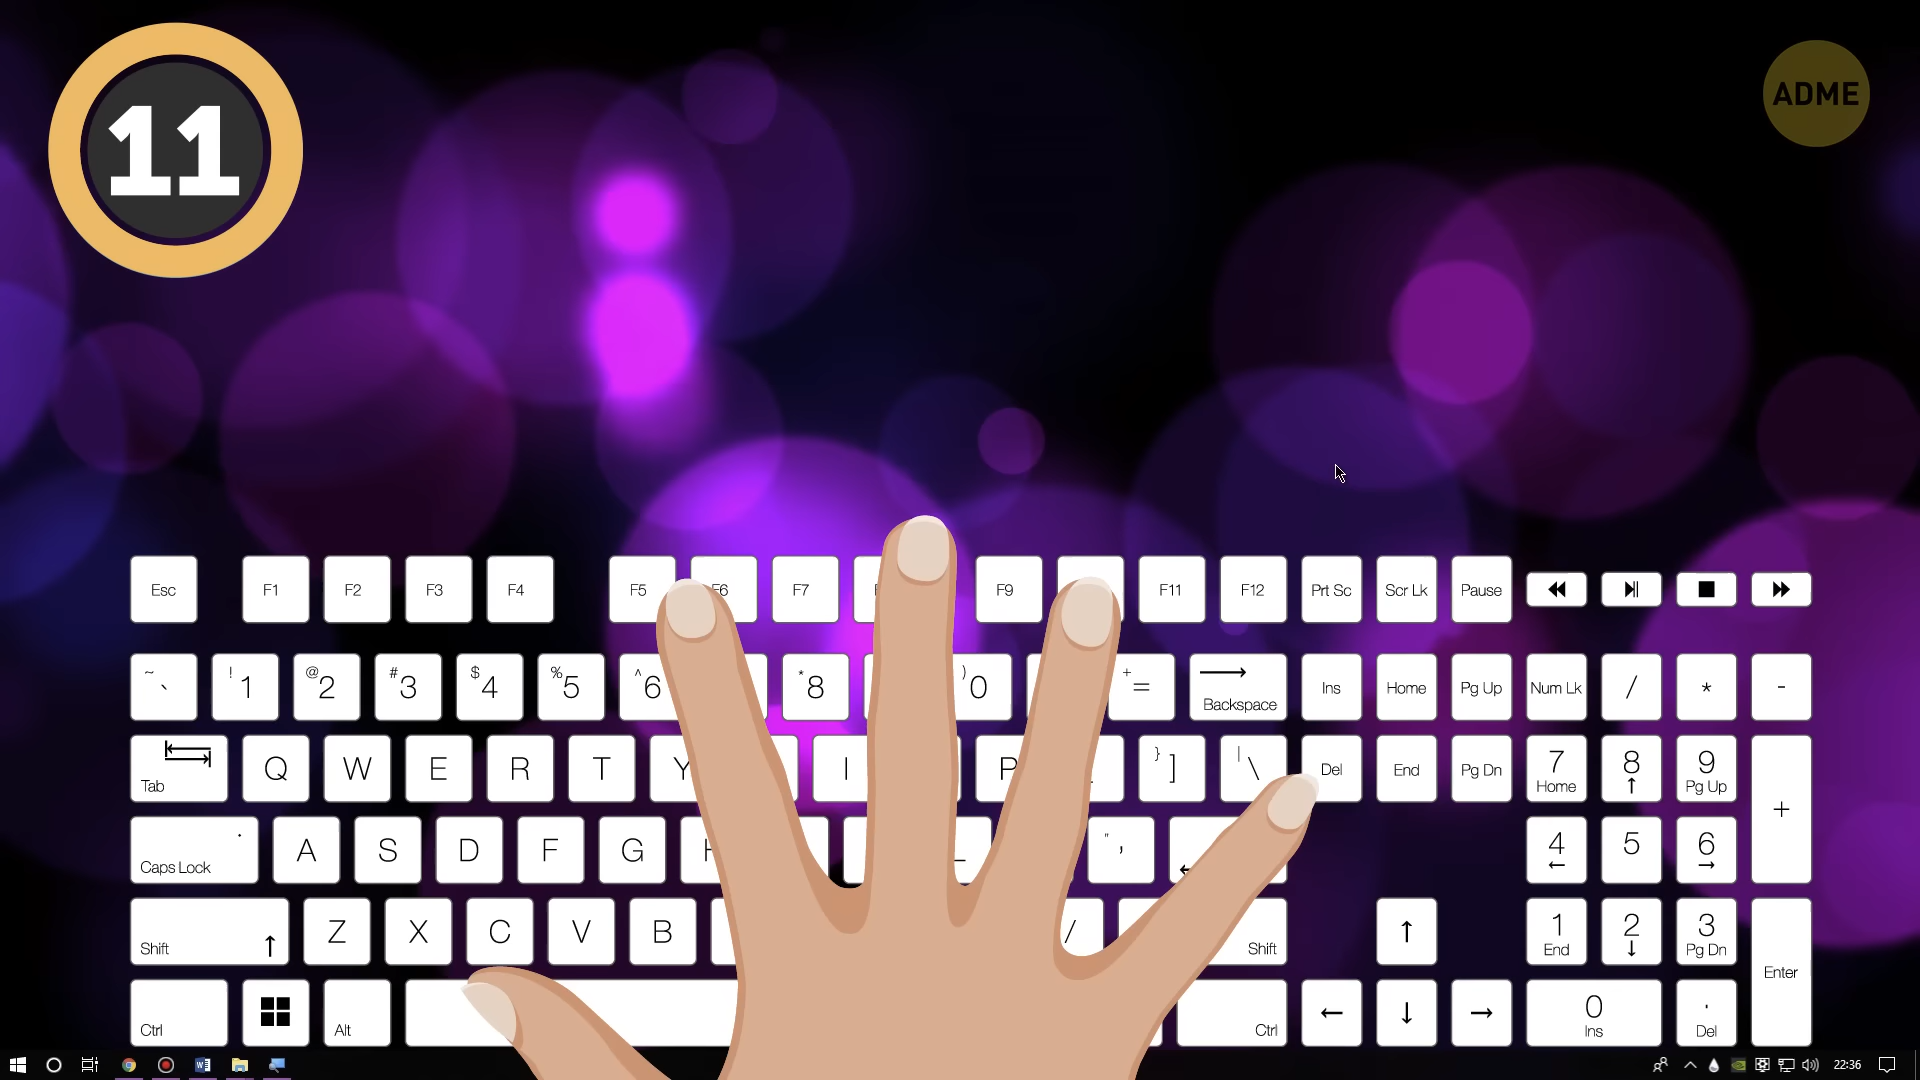 11
ADME
Esc F1 F2 F3 F4 F5 F6 F7 F9 F11 F12 Prt Sc Scr Lk Pause
~ ` ! 1 @ 2 # 3 $ 4 % 5 ^ 6 * 8 ) 0 + = Backspace Ins Home Pg Up Num Lk / * -
Tab Q W E R T Y I P } ] | \ Del End Pg Dn 7 Home 8 ↑ 9 Pg Up +
Caps Lock A S D F G H L " ' 4 ← 5 6 →
Shift ↑ Z X C V B / Shift ↑ 1 End 2 ↓ 3 Pg Dn Enter
Ctrl Alt Ctrl ← ↓ → 0 Ins . Del
22:36